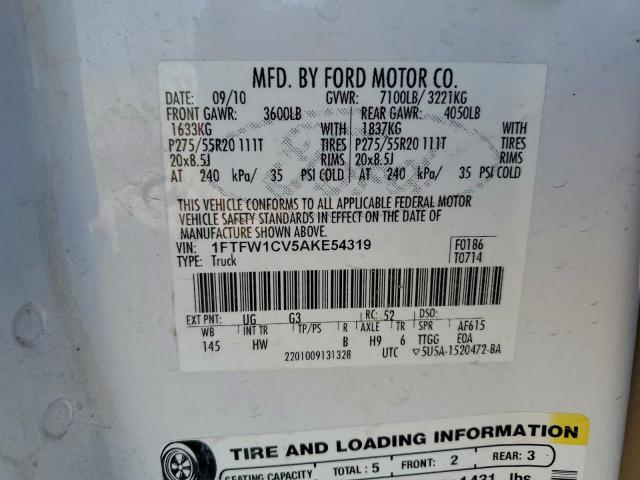 MFD. BY FORD MOTOR CO.
DATE: 09/10 GVWR: 7100LB/ 3221KG
FRONT GAWR: 3600LB REAR GAWR: 4050LB
1633KG 1837KG
P275/55R20 111T TIRES P275/55R20 111T TIRES
20x8.5J RIMS 20x8.5J RIMS
AT 240 kPa/ 35 PSI COLD AT 240 kPa/ 35 PSI COLD
THIS VEHICLE CONFORMS TO ALL APPLICABLE FEDERAL MOTOR
VEHICLE SAFETY STANDARDS IN EFFECT ON THE DATE OF
MANUFACTURE SHOWN ABOVE.
VIN: 1FTFW1CV5AKE54319 F0186
TYPE: Truck T0714
EXT PNT: UG G3 RC: 52 DSO:
WB INT TR TP/PS R AXLE TR SPR AF615
145 HW B H9 6 TTGG E0A
2201009131328 UTC ▽5U5A-1520472-BA
TIRE AND LOADING INFORMATION
SEATING CAPACITY TOTAL: 5 FRONT: 2 REAR: 3
1431 lbs